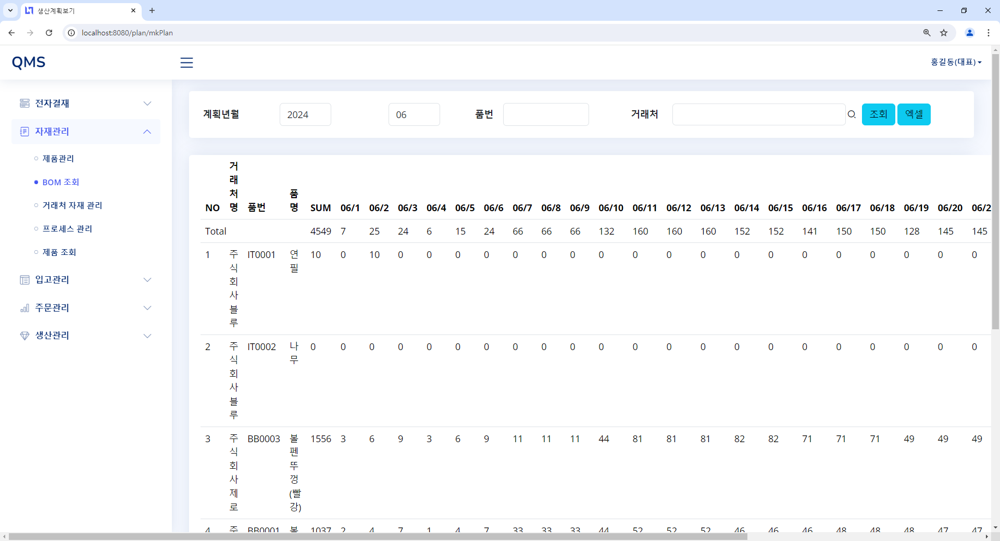 생산계획보기
localhost:8080/plan/mkPlan
QMS
홍길동(대표)
전자결재
자재관리
제품관리
BOM 조회
거래처 자재 관리
프로세스 관리
제품 조회
입고관리
주문관리
생산관리
계획년월 2024 06 품번 거래처 조회 엑셀
NO 거래처명 품번 품명 SUM 06/1 06/2 06/3 06/4 06/5 06/6 06/7 06/8 06/9 06/10 06/11 06/12 06/13 06/14 06/15 06/16 06/17 06/18 06/19 06/20 06/2
Total 4549 7 25 24 6 15 24 66 66 66 132 160 160 160 152 152 141 150 150 128 145 145
1 주식회사블루 IT0001 연필 10 0 10 0 0 0 0 0 0 0 0 0 0 0 0 0 0 0 0 0 0 0
2 주식회사블루 IT0002 나무 0 0 0 0 0 0 0 0 0 0 0 0 0 0 0 0 0 0 0 0 0 0
3 주식회사제로 BB0003 볼펜뚜껑(빨강) 1556 3 6 9 3 6 9 11 11 11 44 81 81 81 82 82 71 71 71 49 49 49
4 주 BB0001 볼 1037 2 4 7 1 4 7 33 33 33 44 52 52 52 46 46 46 48 48 48 47 47